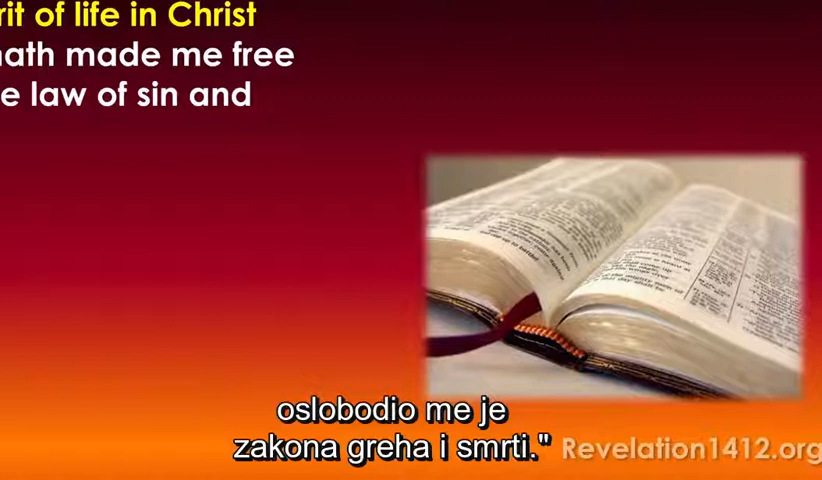 rit of life in Christ
hath made me free
e law of sin and
oslobodio me je
zakona greha i smrti."
Revelation1412.org